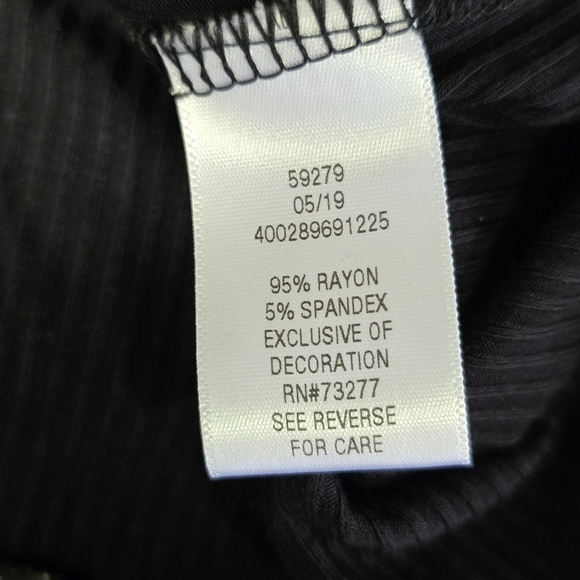 59279
05/19
400289691225
95% RAYON
5% SPANDEX
EXCLUSIVE OF
DECORATION
RN#73277
SEE REVERSE
FOR CARE